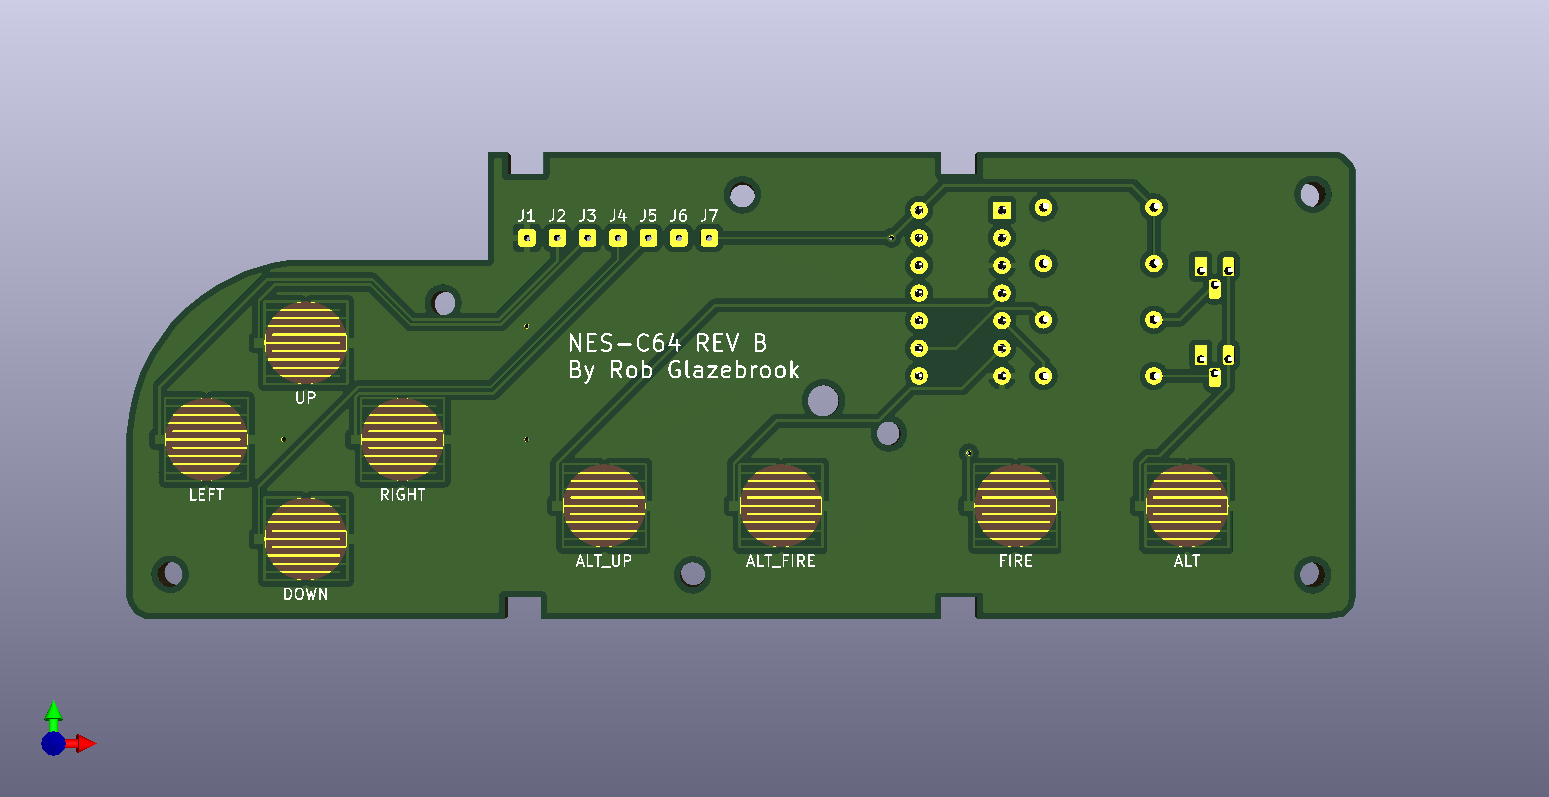 J1 J2 J3 J4 J5 J6 J7
NES-C64 REV B
By Rob Glazebrook
UP
LEFT
RIGHT
DOWN
ALT_UP
ALT_FIRE
FIRE
ALT